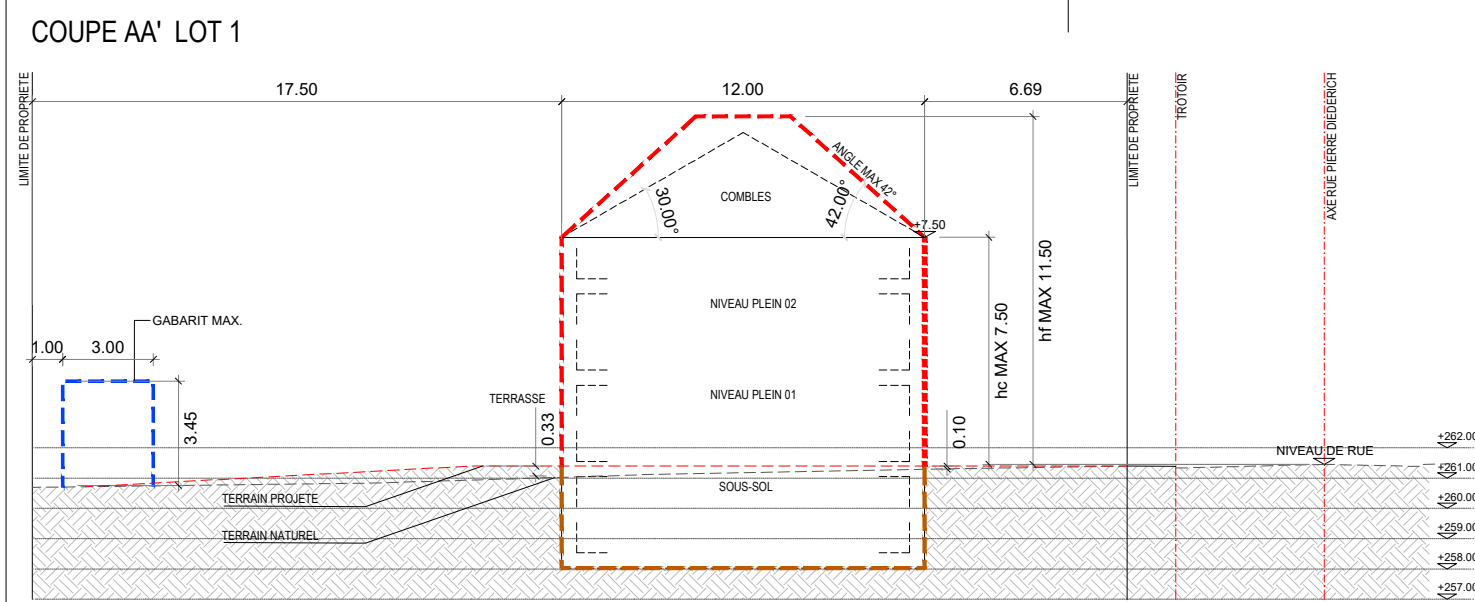 COUPE AA' LOT 1
LIMITE DE PROPRIETE
17.50
12.00
6.69
LIMITE DE PROPRIETE
TROTOIR
AXE RUE PIERRE DIEDERICH
ANGLE MAX 42°
COMBLES
30.00°
42.00°
+7.50
NIVEAU PLEIN 02
hc MAX 7.50
hf MAX 11.50
GABARIT MAX.
1.00
3.00
3.45
TERRASSE
0.33
NIVEAU PLEIN 01
0.10
NIVEAU DE RUE
+262.00
+261.00
SOUS-SOL
TERRAIN PROJETE
+260.00
TERRAIN NATUREL
+259.00
+258.00
+257.00